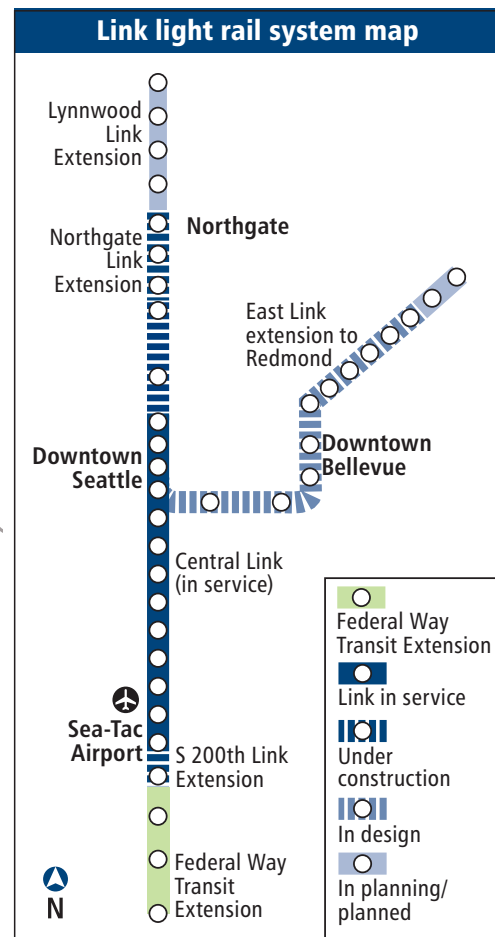 Link light rail system map
Lynnwood
Link
Extension
Northgate
Northgate
Link
Extension
East Link
extension to
Redmond
Downtown
Seattle
Downtown
Bellevue
Central Link
(in service)
Sea-Tac
Airport
S 200th Link
Extension
Federal Way
Transit
Extension
N
Federal Way
Transit Extension
Link in service
Under
construction
In design
In planning/
planned